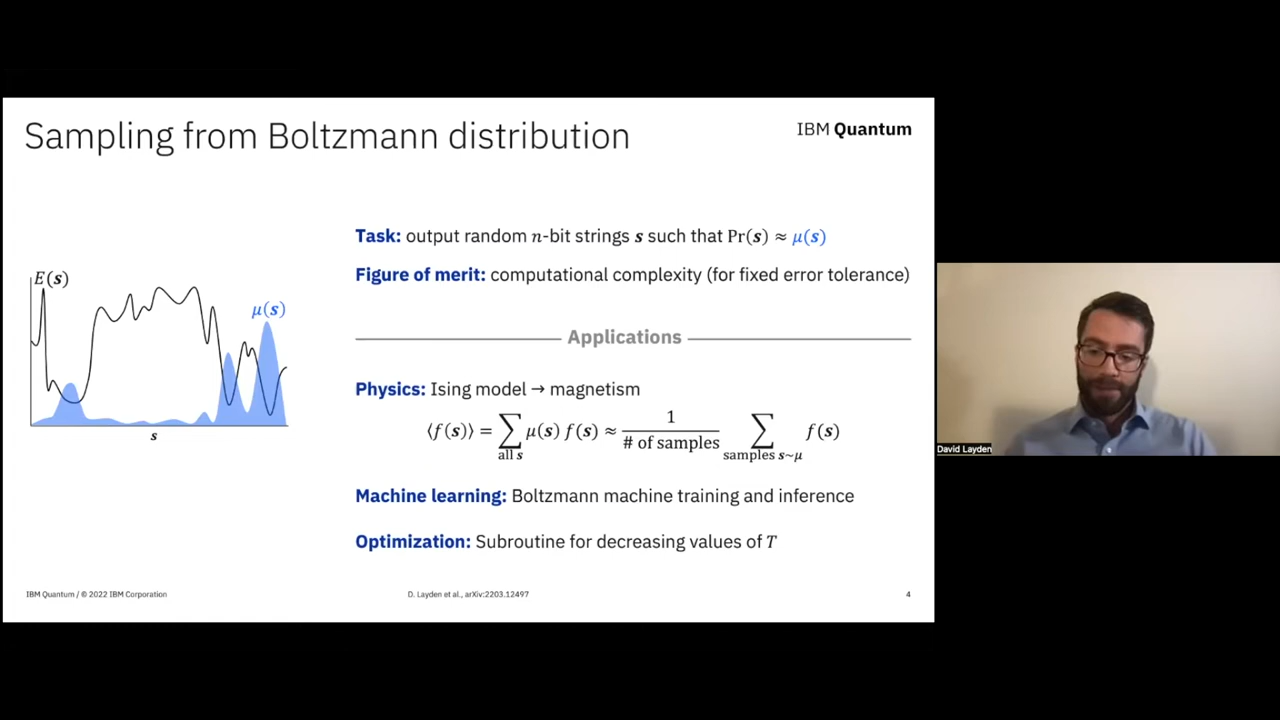 Sampling from Boltzmann distribution
IBM Quantum
Task: output random n-bit strings s such that Pr(s) ≈ μ(s)
Figure of merit: computational complexity (for fixed error tolerance)
E(s)
μ(s)
s
Applications
Physics: Ising model → magnetism
⟨f(s)⟩ = ∑ μ(s) f(s) ≈ 1 / # of samples ∑ f(s)
all s
samples s~μ
Machine learning: Boltzmann machine training and inference
Optimization: Subroutine for decreasing values of T
IBM Quantum / © 2022 IBM Corporation
D. Layden et al., arXiv:2203.12497
4
David Layden